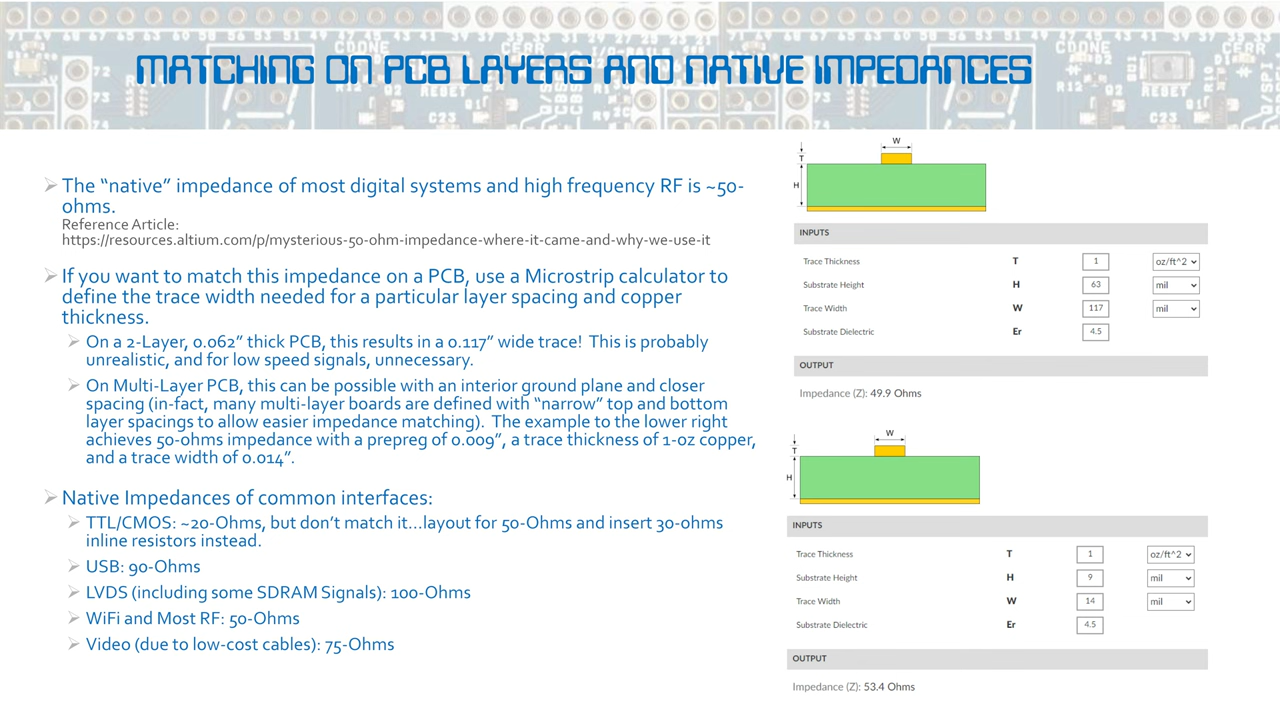 MATCHING ON PCB LAYERS AND NATIVE IMPEDANCES
The “native” impedance of most digital systems and high frequency RF is ~50-
ohms.
Reference Article:
https://resources.altium.com/p/mysterious-50-ohm-impedance-where-it-came-and-why-we-use-it
If you want to match this impedance on a PCB, use a Microstrip calculator to
define the trace width needed for a particular layer spacing and copper
thickness.
On a 2-Layer, 0.062” thick PCB, this results in a 0.117” wide trace! This is probably
unrealistic, and for low speed signals, unnecessary.
On Multi-Layer PCB, this can be possible with an interior ground plane and closer
spacing (in-fact, many multi-layer boards are defined with “narrow” top and bottom
layer spacings to allow easier impedance matching). The example to the lower right
achieves 50-ohms impedance with a prepreg of 0.009”, a trace thickness of 1-oz copper,
and a trace width of 0.014”.
Native Impedances of common interfaces:
TTL/CMOS: ~20-Ohms, but don’t match it…layout for 50-Ohms and insert 30-ohms
inline resistors instead.
USB: 90-Ohms
LVDS (including some SDRAM Signals): 100-Ohms
WiFi and Most RF: 50-Ohms
Video (due to low-cost cables): 75-Ohms
W
T
H
INPUTS
Trace Thickness T 1 oz/ft^2
Substrate Height H 63 mil
Trace Width W 117 mil
Substrate Dielectric Er 4.5
OUTPUT
Impedance (Z): 49.9 Ohms
W
T
H
INPUTS
Trace Thickness T 1 oz/ft^2
Substrate Height H 9 mil
Trace Width W 14 mil
Substrate Dielectric Er 4.5
OUTPUT
Impedance (Z): 53.4 Ohms